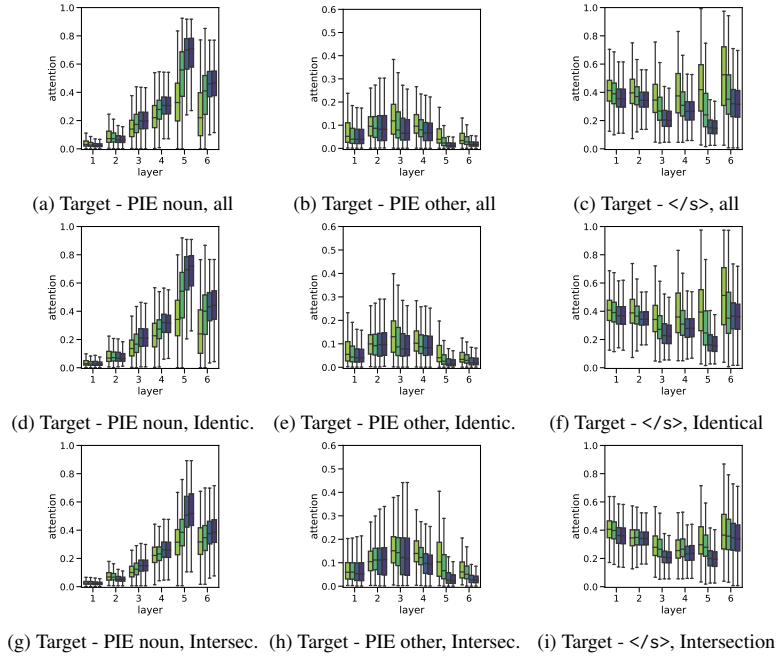 1.0
0.8
0.6
0.4
0.2
0.0
attention
1 2 3 4 5 6
layer
0.6
0.5
0.4
0.3
0.2
0.1
0.0
attention
1 2 3 4 5 6
layer
1.0
0.8
0.6
0.4
0.2
0.0
attention
1 2 3 4 5 6
layer
(a) Target - PIE noun, all
(b) Target - PIE other, all
(c) Target - </s>, all
1.0
0.8
0.6
0.4
0.2
0.0
attention
1 2 3 4 5 6
layer
0.6
0.5
0.4
0.3
0.2
0.1
0.0
attention
1 2 3 4 5 6
layer
1.0
0.8
0.6
0.4
0.2
0.0
attention
1 2 3 4 5 6
layer
(d) Target - PIE noun, Identic.
(e) Target - PIE other, Identic.
(f) Target - </s>, Identical
1.0
0.8
0.6
0.4
0.2
0.0
attention
1 2 3 4 5 6
layer
0.6
0.5
0.4
0.3
0.2
0.1
0.0
attention
1 2 3 4 5 6
layer
1.0
0.8
0.6
0.4
0.2
0.0
attention
1 2 3 4 5 6
layer
(g) Target - PIE noun, Intersec.
(h) Target - PIE other, Intersec.
(i) Target - </s>, Intersection